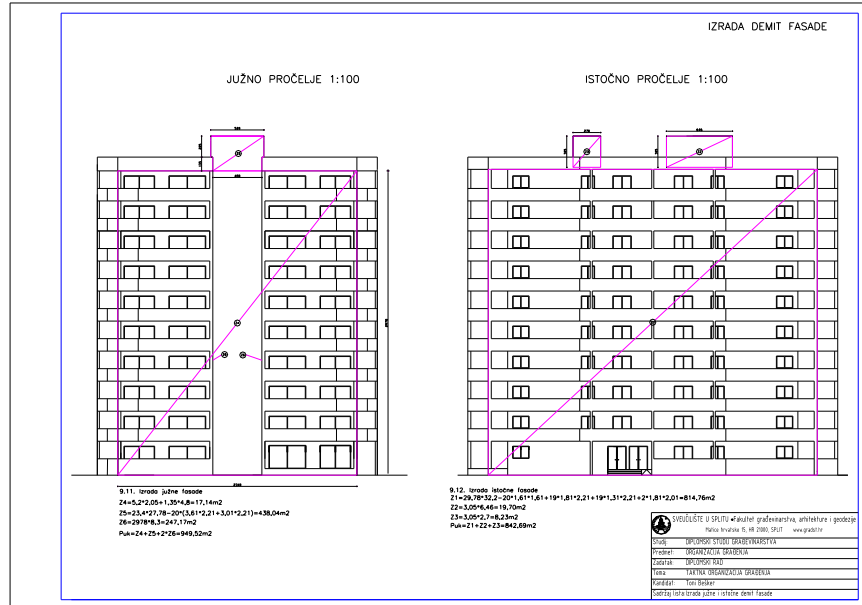 IZRADA DEMIT FASADE
JUŽNO PROČELJE 1:100
ISTOČNO PROČELJE 1:100
9.11. Izrada južne fasade
Z4=5,2*2,05+1,35*4,8=17,14m2
Z5=23,4*27,78-20*(3,61*2,21+3,01*2,21)=438,04m2
Z6=2978*8,3=247,17m2
Puk=Z4+Z5+2*Z6=949,52m2
9.12. Izrada istočne fasade
Z1=29,78*32,2-20*1,61*1,61+19*1,81*2,21+19*1,31*2,21+2*1,81*2,01=814,76m2
Z2=3,05*6,46=19,70m2
Z3=3,05*2,7=8,23m2
Puk=Z1+Z2+Z3=842,69m2
SVEUČILIŠTE U SPLITU •Fakultet građevinarstva, arhitekture i geodezije
Matice hrvatske 15, HR 21000, SPLIT www.gradst.hr
Studij: DIPLOMSKI STUDIJ GRAĐEVINARSTVA
Predmet: ORGANIZACIJA GRAĐENJA
Zadatak: DIPLOMSKI RAD
Tema: TAKTNA ORGANIZACIJA GRAĐENJA
Kandidat: Toni Bešker
Sadržaj lista:Izrada južne i istočne demit fasade